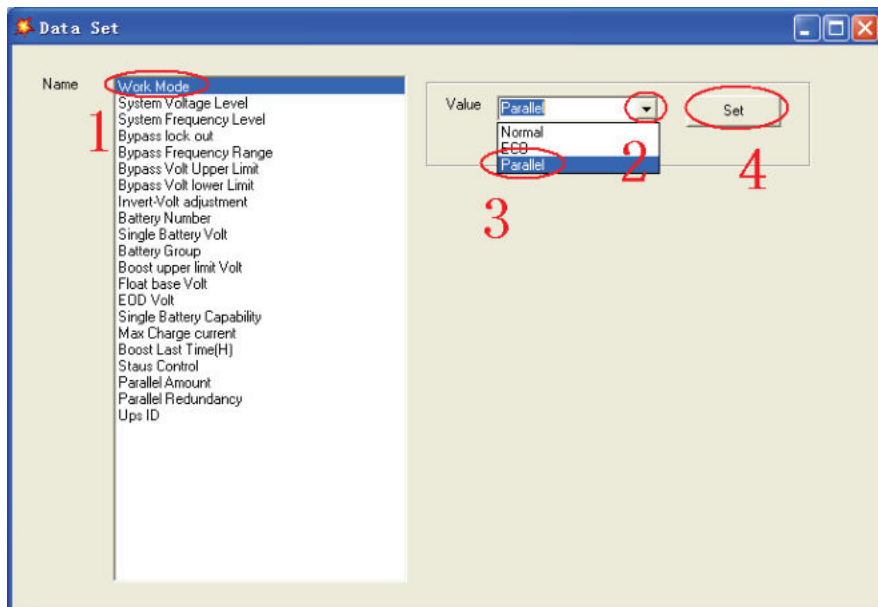 Data Set
Name
Work Mode
System Voltage Level
System Frequency Level
Bypass lock out
Bypass Frequency Range
Bypass Volt Upper Limit
Bypass Volt lower Limit
Invert-Volt adjustment
Battery Number
Single Battery Volt
Battery Group
Boost upper limit Volt
Float base Volt
EOD Volt
Single Battery Capability
Max Charge current
Boost Last Time(H)
Staus Control
Parallel Amount
Parallel Redundancy
Ups ID
1
Value
Parallel
Normal
ECO
Parallel
2
3
Set
4